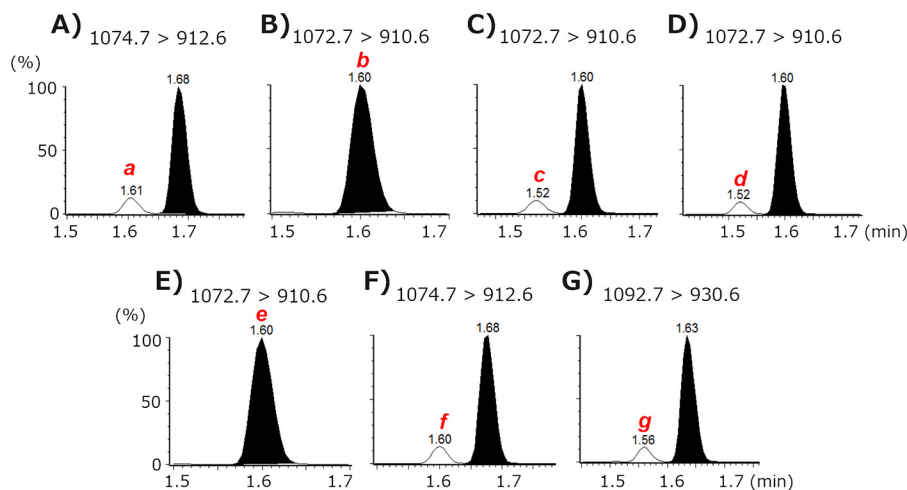 A) 1074.7 > 912.6
B) 1072.7 > 910.6
C) 1072.7 > 910.6
D) 1072.7 > 910.6
(%)
100
50
0
a
1.61
1.68
b
1.60
c
1.52
1.60
d
1.52
1.60
1.5 1.6 1.7
1.5 1.6 1.7
1.5 1.6 1.7
1.5 1.6 1.7 (min)
E) 1072.7 > 910.6
F) 1074.7 > 912.6
G) 1092.7 > 930.6
(%)
100
50
0
e
1.60
f
1.60
1.68
g
1.56
1.63
1.5 1.6 1.7
1.6 1.7
1.5 1.6 1.7 (min)